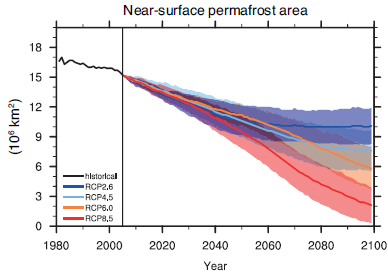 Near-surface permafrost area
(10⁶ km²)
18
15
12
9
6
3
0
historical
RCP2.6
RCP4.5
RCP6.0
RCP8.5
1980 2000 2020 2040 2060 2080 2100
Year